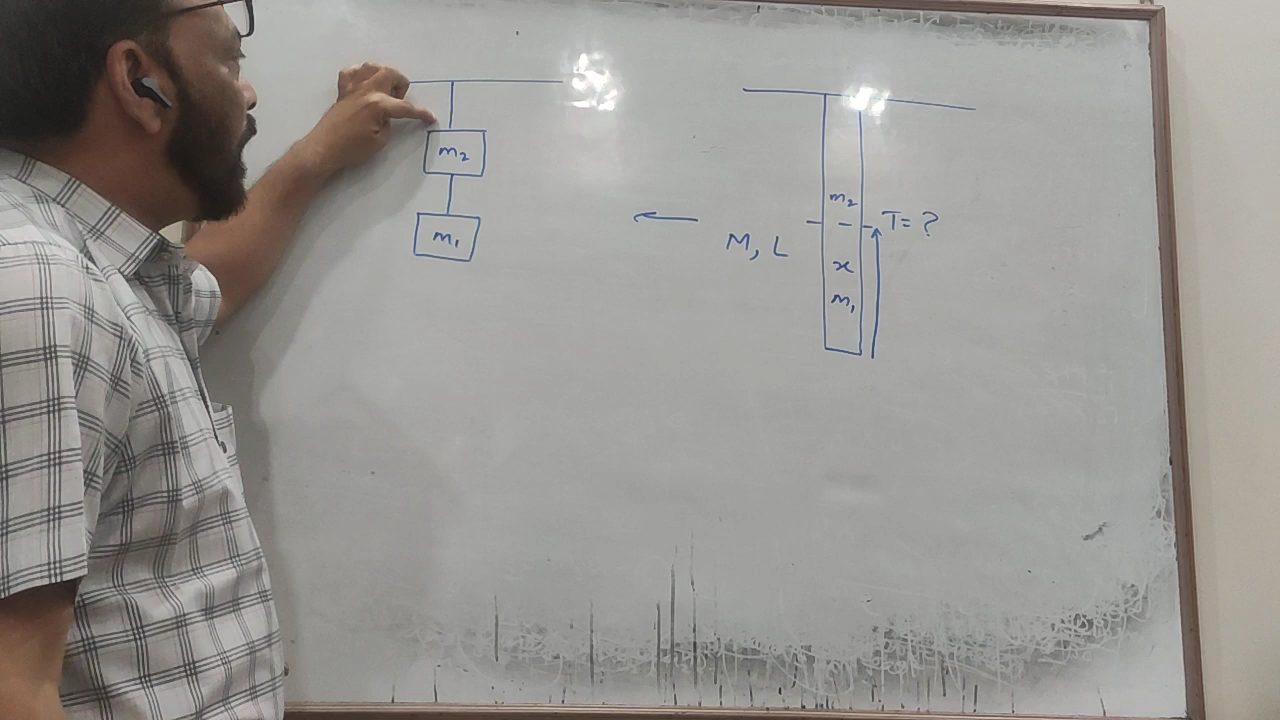 m₂
m₁
M, L
m₂
T = ?
x
m₁